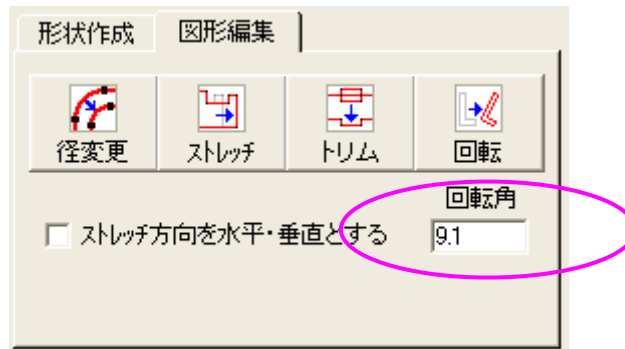 形状作成 図形編集
径変更 ストレッチ トリム 回転
回転角
ストレッチ方向を水平・垂直とする 9.1